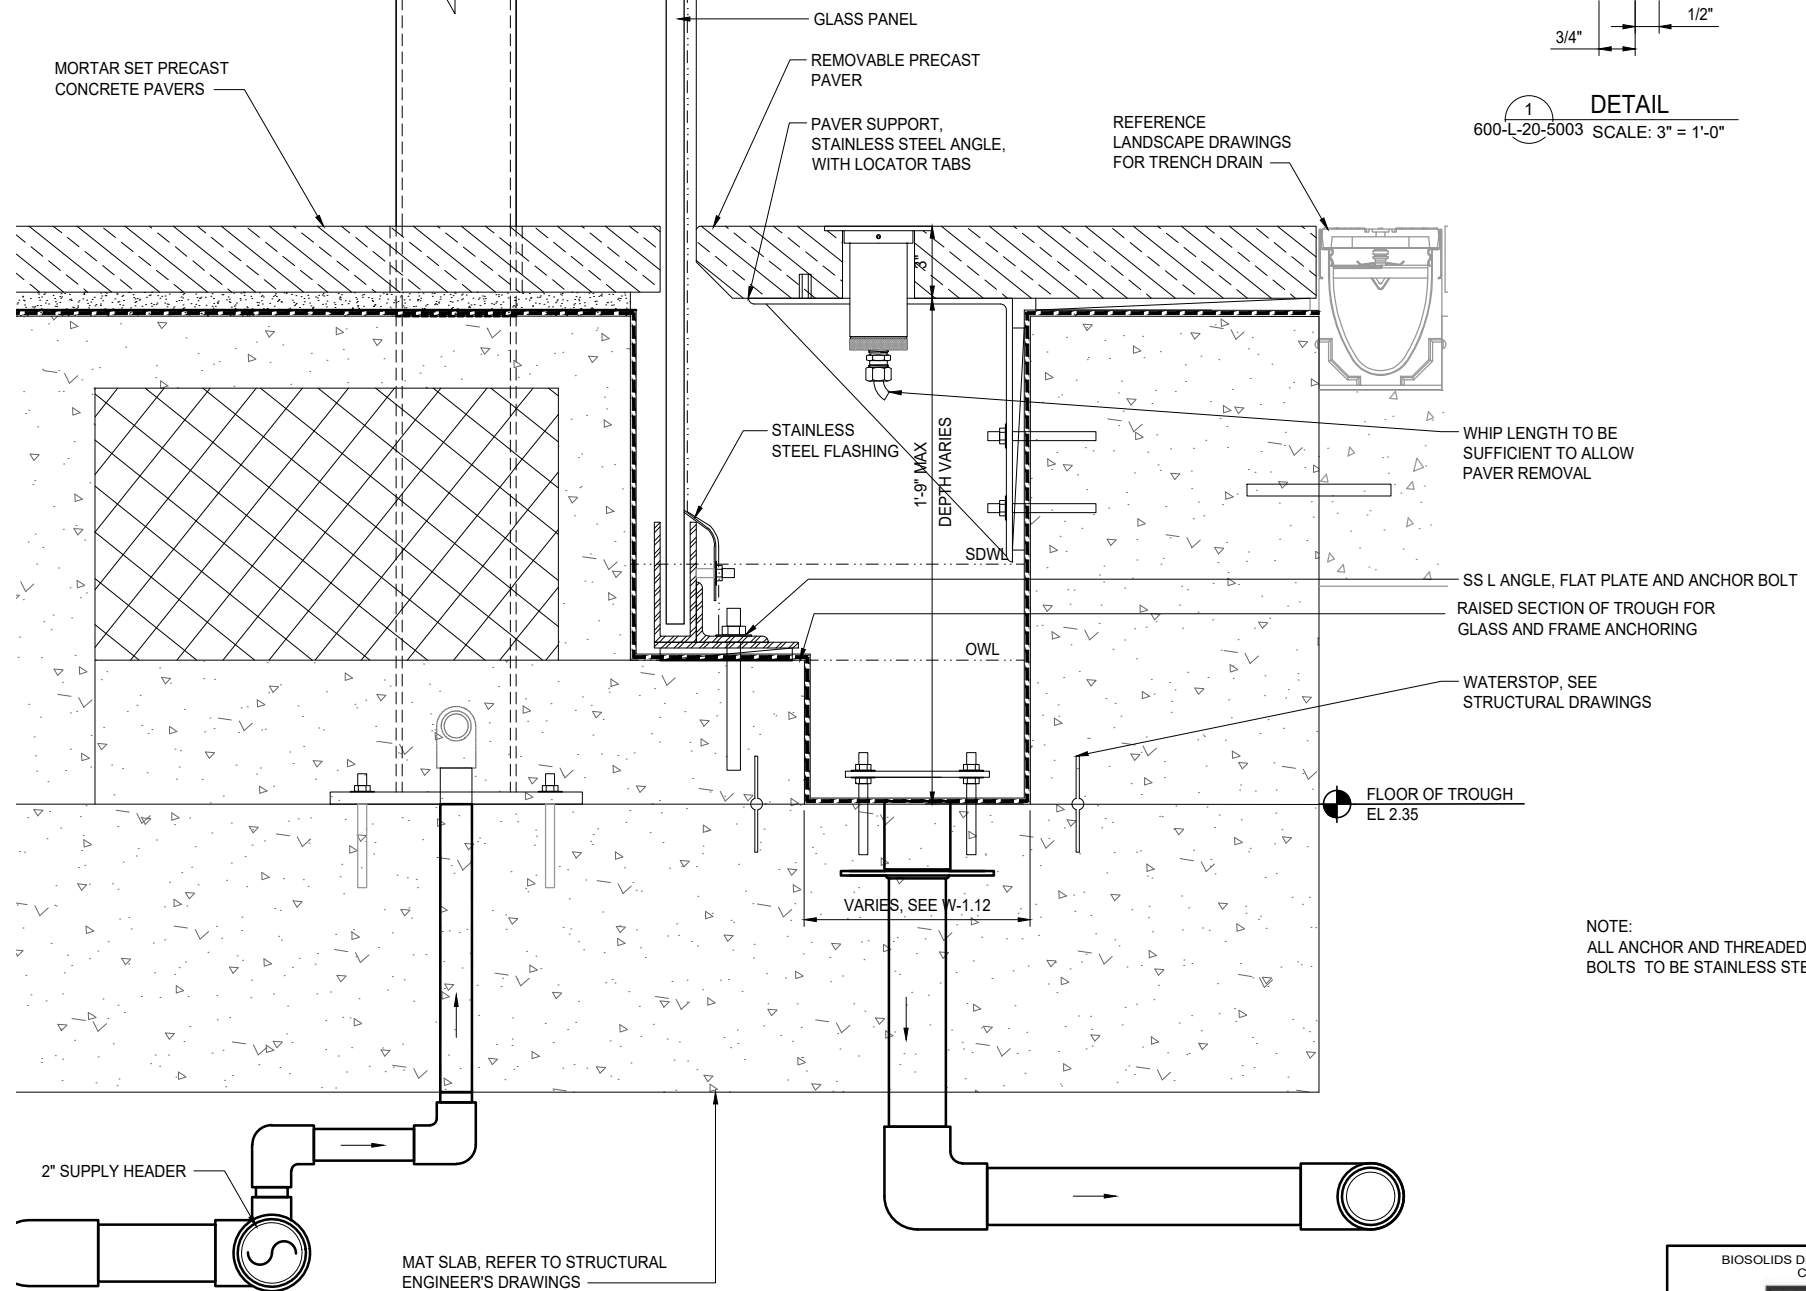 GLASS PANEL
MORTAR SET PRECAST
CONCRETE PAVERS
REMOVABLE PRECAST
PAVER
PAVER SUPPORT,
STAINLESS STEEL ANGLE,
WITH LOCATOR TABS
REFERENCE
LANDSCAPE DRAWINGS
FOR TRENCH DRAIN
1/2"
3/4"
1
DETAIL
600-L-20-5003 SCALE: 3" = 1'-0"
3"
STAINLESS
STEEL FLASHING
1'-9" MAX
DEPTH VARIES
WHIP LENGTH TO BE
SUFFICIENT TO ALLOW
PAVER REMOVAL
SDWL
SS L ANGLE, FLAT PLATE AND ANCHOR BOLT
RAISED SECTION OF TROUGH FOR
GLASS AND FRAME ANCHORING
OWL
WATERSTOP, SEE
STRUCTURAL DRAWINGS
FLOOR OF TROUGH
EL 2.35
VARIES, SEE W-1.12
NOTE:
ALL ANCHOR AND THREADED
BOLTS TO BE STAINLESS STE
2" SUPPLY HEADER
MAT SLAB, REFER TO STRUCTURAL
ENGINEER'S DRAWINGS
BIOSOLIDS D
C